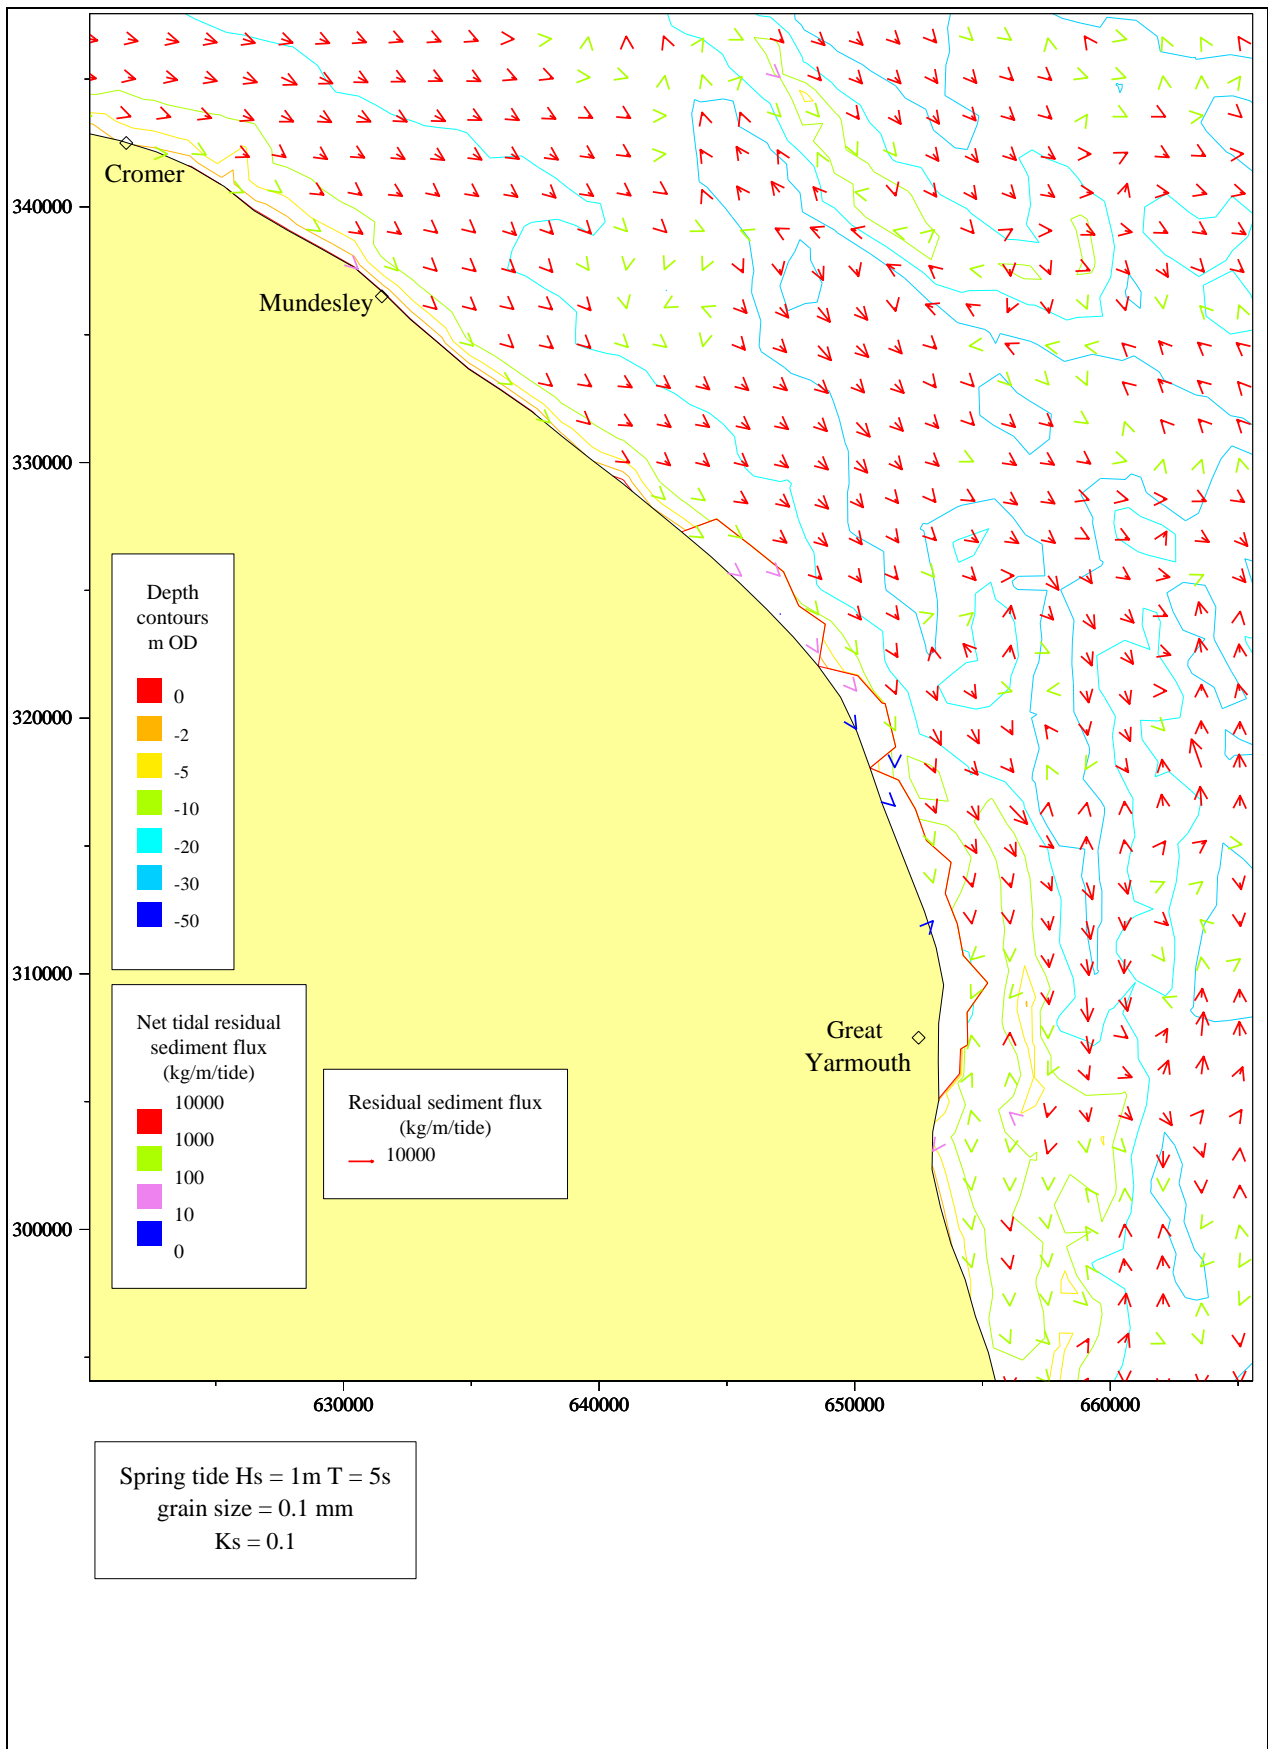 Cromer
340000
Mundesley
330000
Depth
contours
m OD
0
-2
-5
-10
-20
-30
-50
320000
310000
Great
Yarmouth
Net tidal residual
sediment flux
(kg/m/tide)
10000
1000
100
10
0
Residual sediment flux
(kg/m/tide)
10000
300000
630000
640000
650000
660000
Spring tide Hs = 1m T = 5s
grain size = 0.1 mm
Ks = 0.1